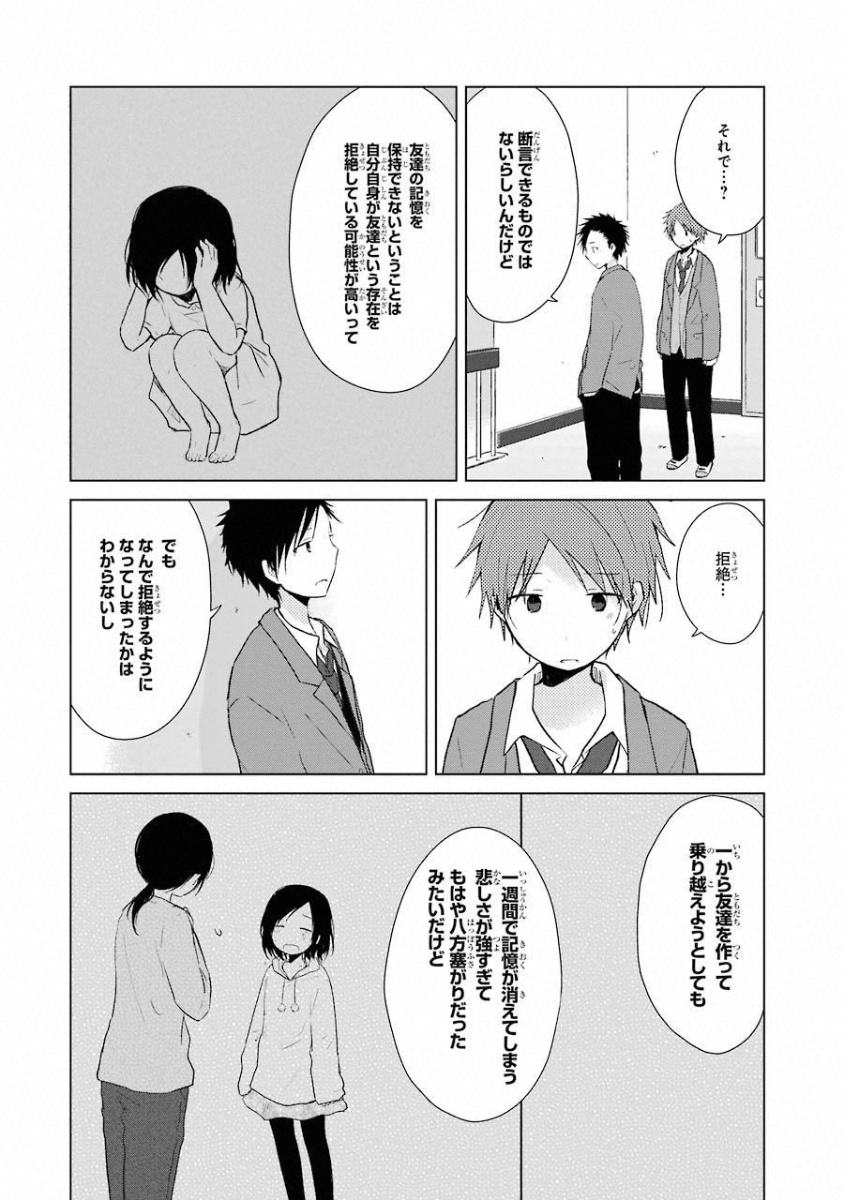 それで…？
断言できるものでは
ないらしいんだけど
友達の記憶を
保持できないということは
自分自身が友達という存在を
拒絶している可能性が高いって
拒絶…
でも
なんで拒絶するように
なってしまったかは
わからないし
一から友達を作って
乗り越えようとしても
一週間で記憶が消えてしまう
悲しさが強すぎて
もはや八方塞がりだった
みたいだけど